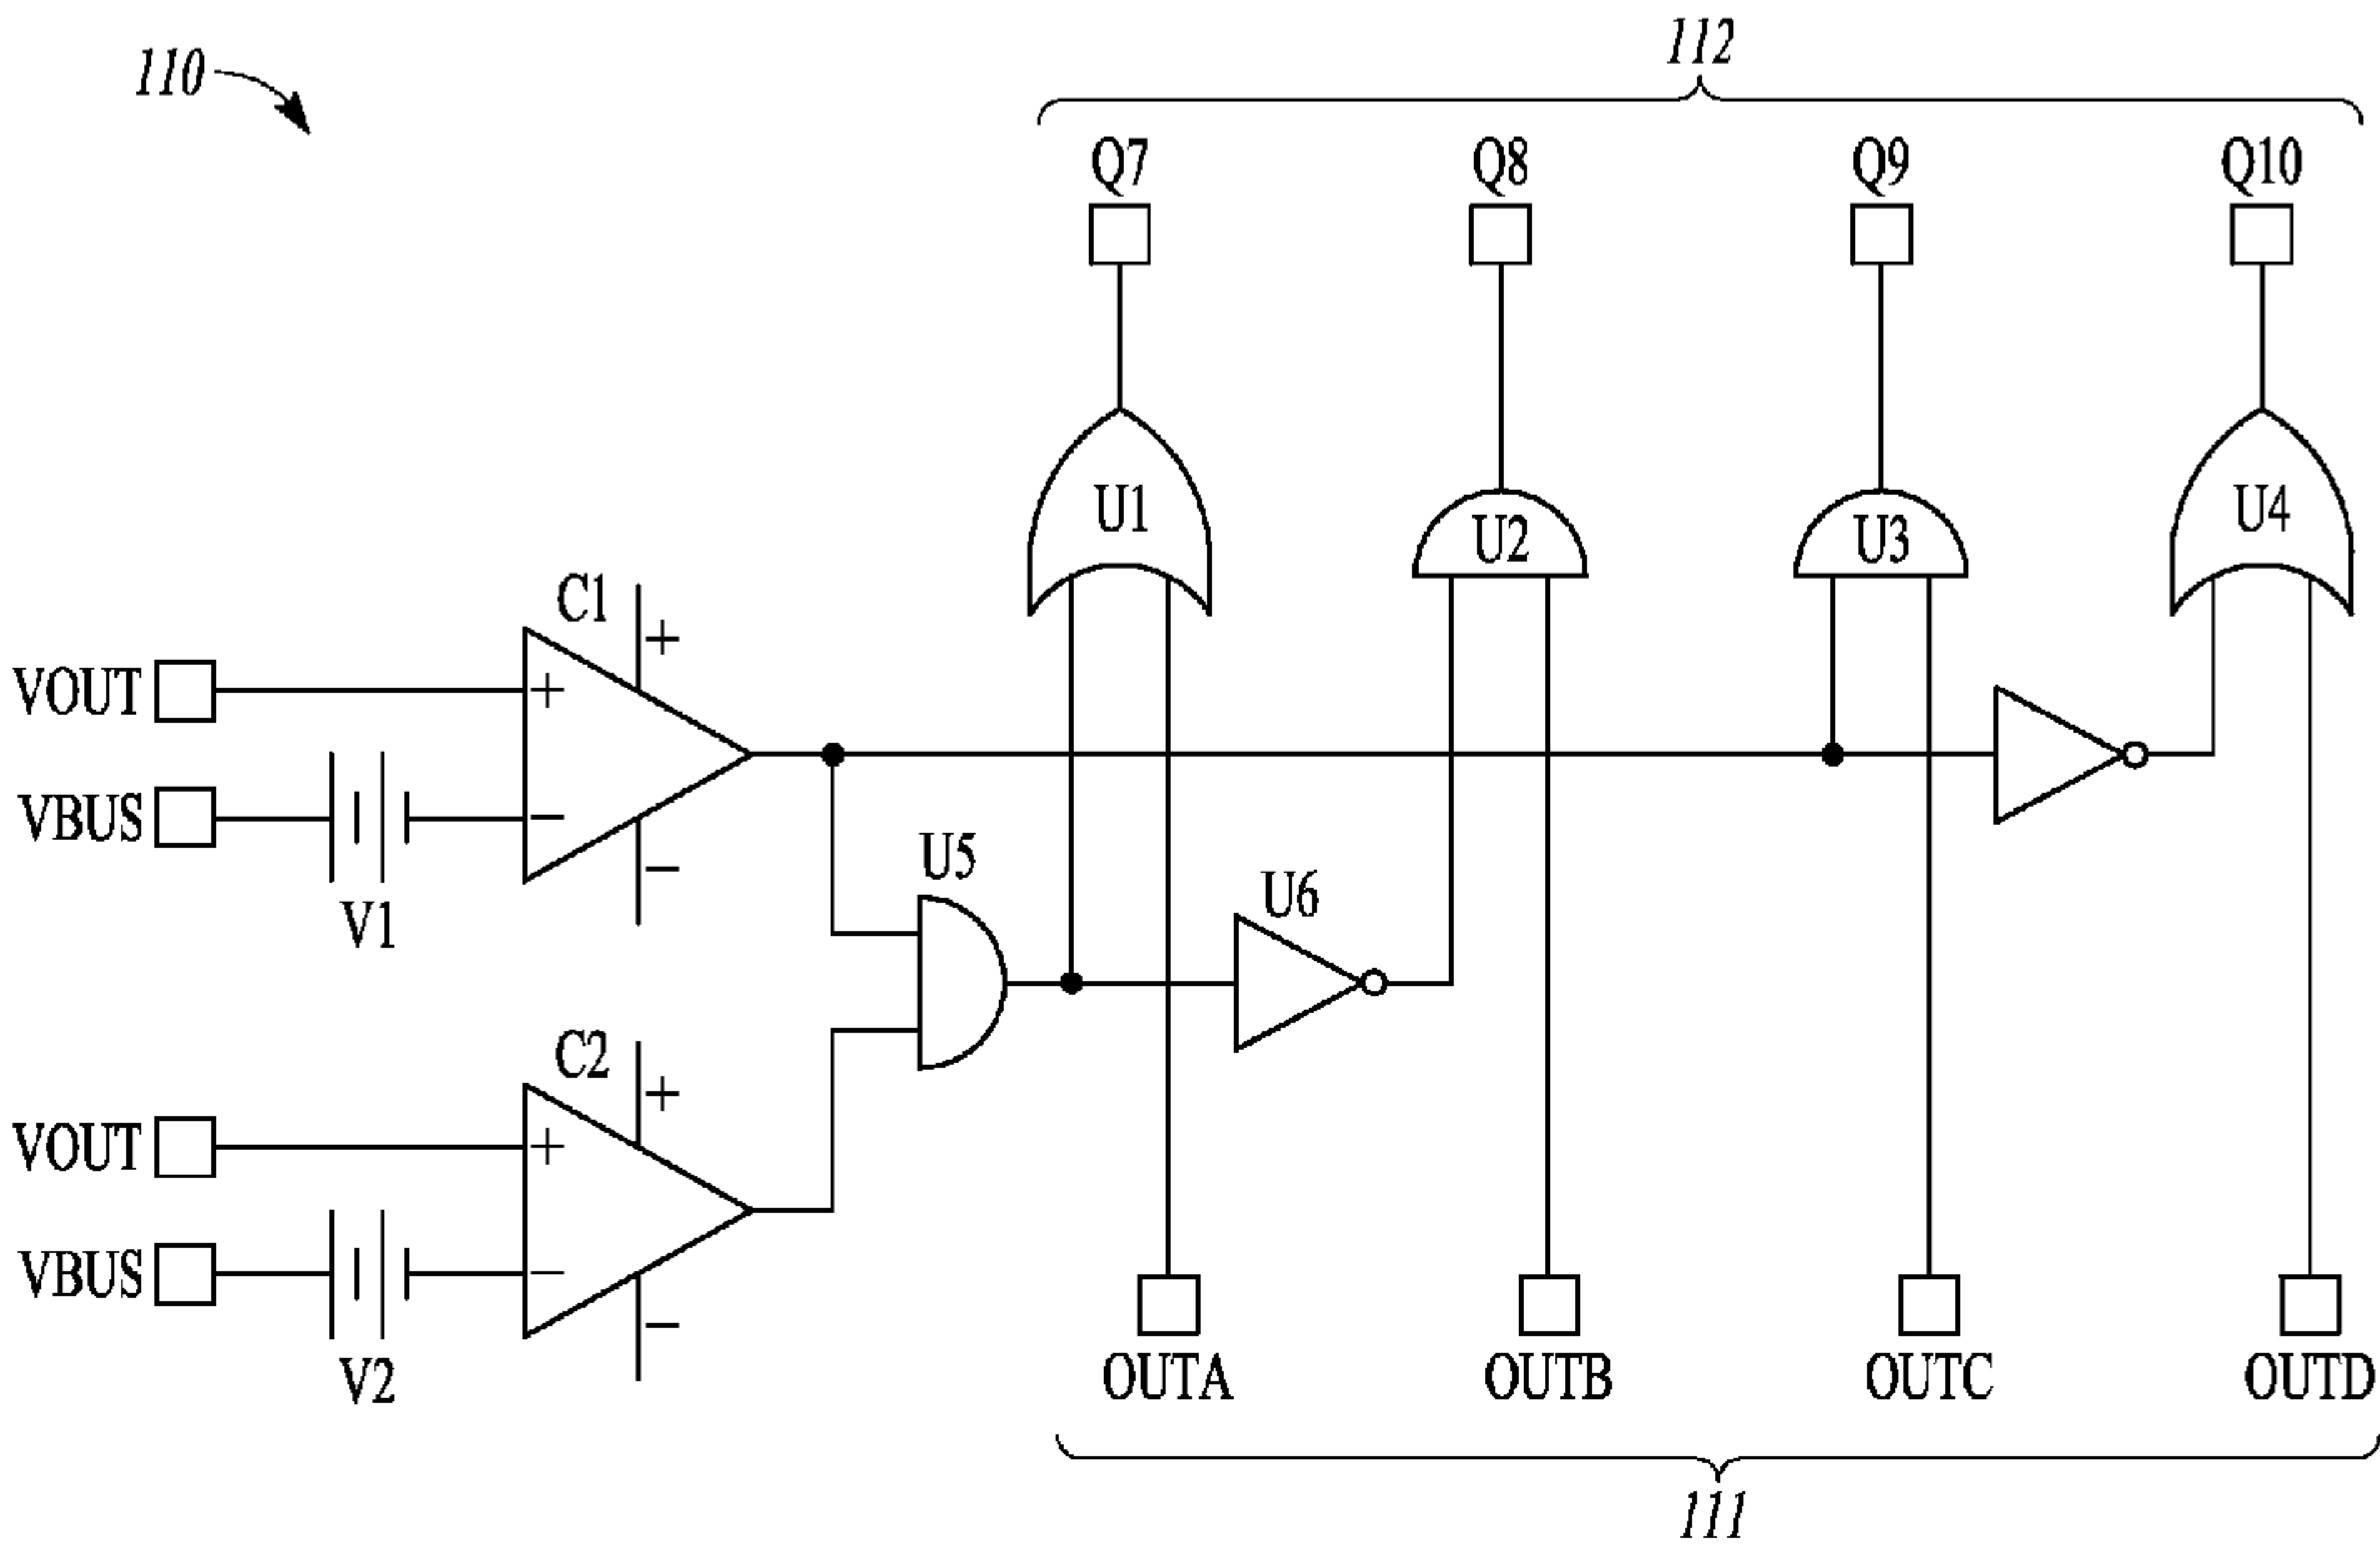 110
112
Q7 Q8 Q9 Q10
U1 U2 U3 U4
C1
+
VOUT +
VBUS −
V1
−
U5
U6
C2
+
VOUT +
VBUS −
V2
−
OUTA OUTB OUTC OUTD
111